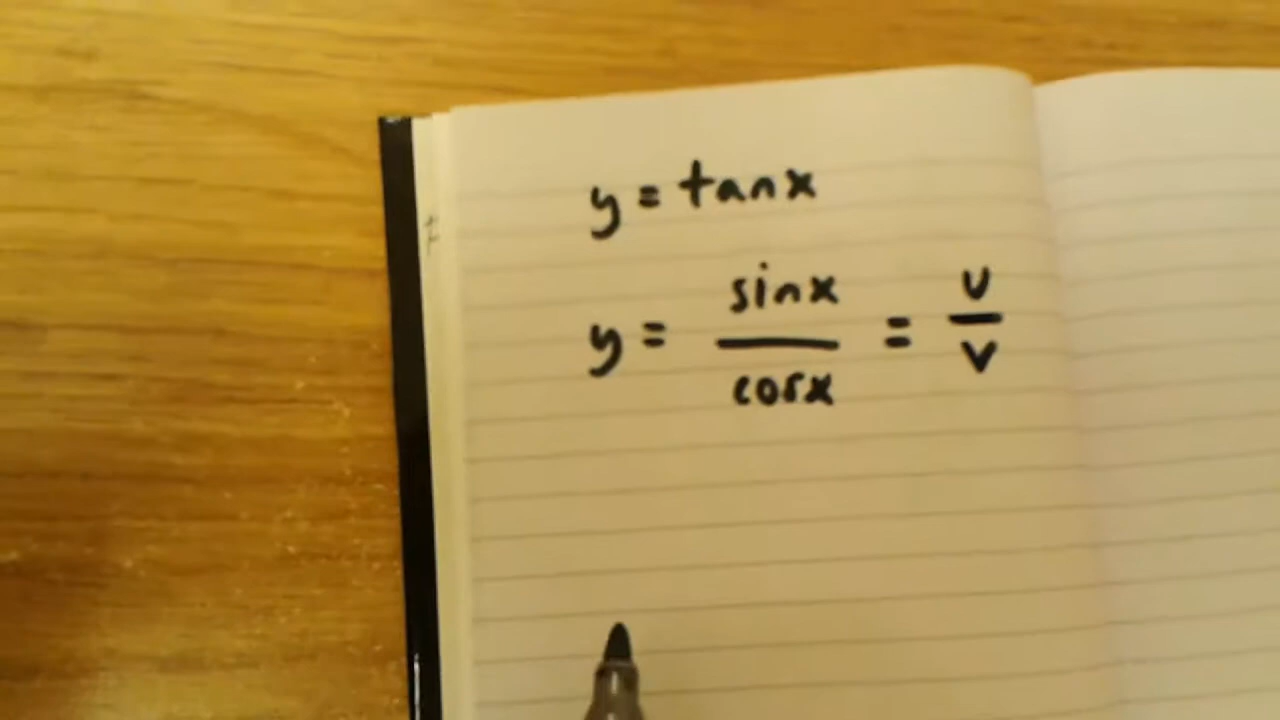 y = tanx
y = sinx / cosx = u / v